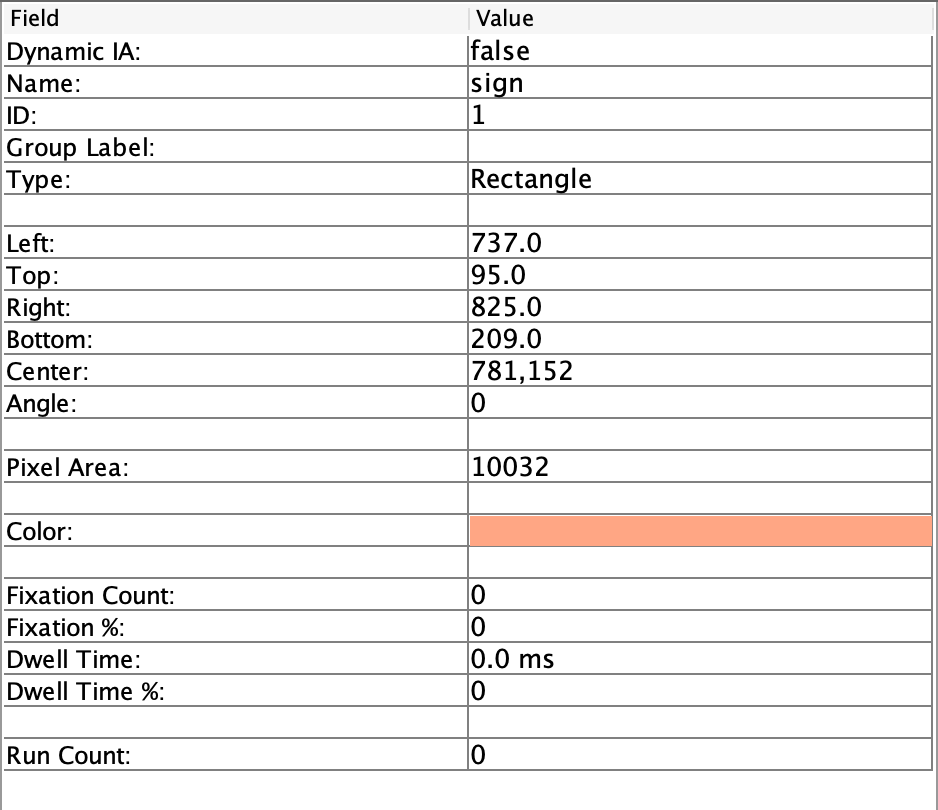 Field Value
Dynamic IA: false
Name: sign
ID: 1
Group Label:
Type: Rectangle
Left: 737.0
Top: 95.0
Right: 825.0
Bottom: 209.0
Center: 781,152
Angle: 0
Pixel Area: 10032
Color:
Fixation Count: 0
Fixation %: 0
Dwell Time: 0.0 ms
Dwell Time %: 0
Run Count: 0